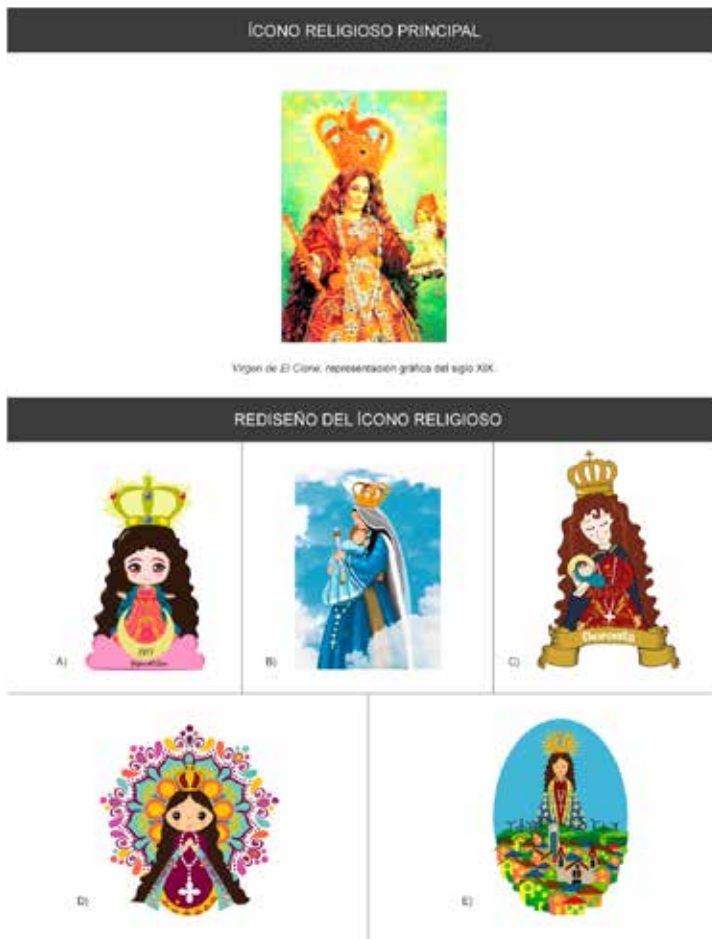 ÍCONO RELIGIOSO PRINCIPAL
Virgen de El Cisne, representación gráfica del siglo XIX.
REDISEÑO DEL ÍCONO RELIGIOSO
A)
B)
C)
D)
E)